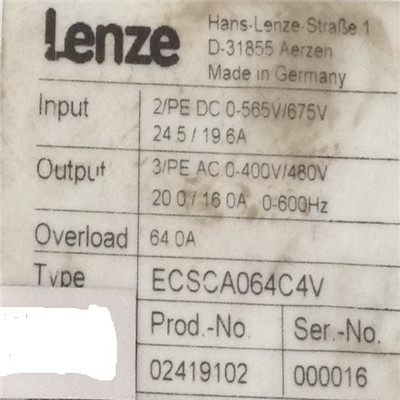 Lenze
Hans-Lenze-Straße 1
D-31855 Aerzen
Made in Germany
Input 2/PE DC 0-565V/675V
24 5 / 19 6A
Output 3/PE AC 0-400V/480V
20 0 / 16 0A 0-600Hz
Overload 64 0A
Type ECSCA064C4V
Prod.-No. Ser.-No.
02419102 000016